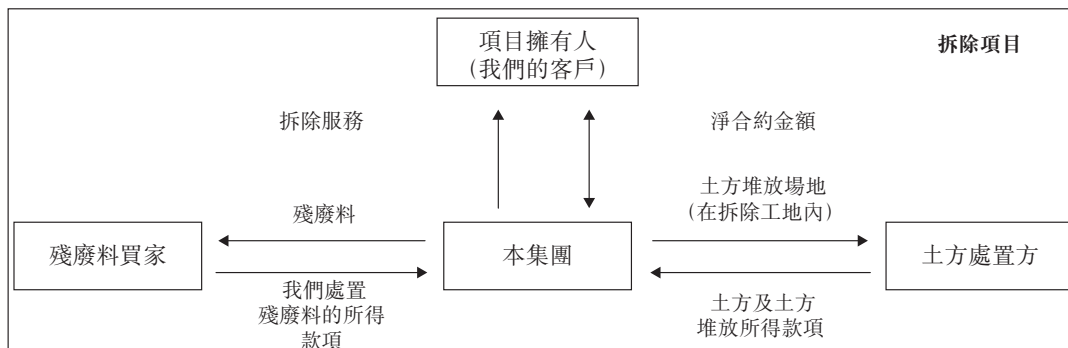 項目擁有人
(我們的客戶)
拆除項目
拆除服務
淨合約金額
土方堆放場地
(在拆除工地內)
殘廢料
殘廢料買家
本集團
土方處置方
我們處置
殘廢料的所得
款項
土方及土方
堆放所得款項